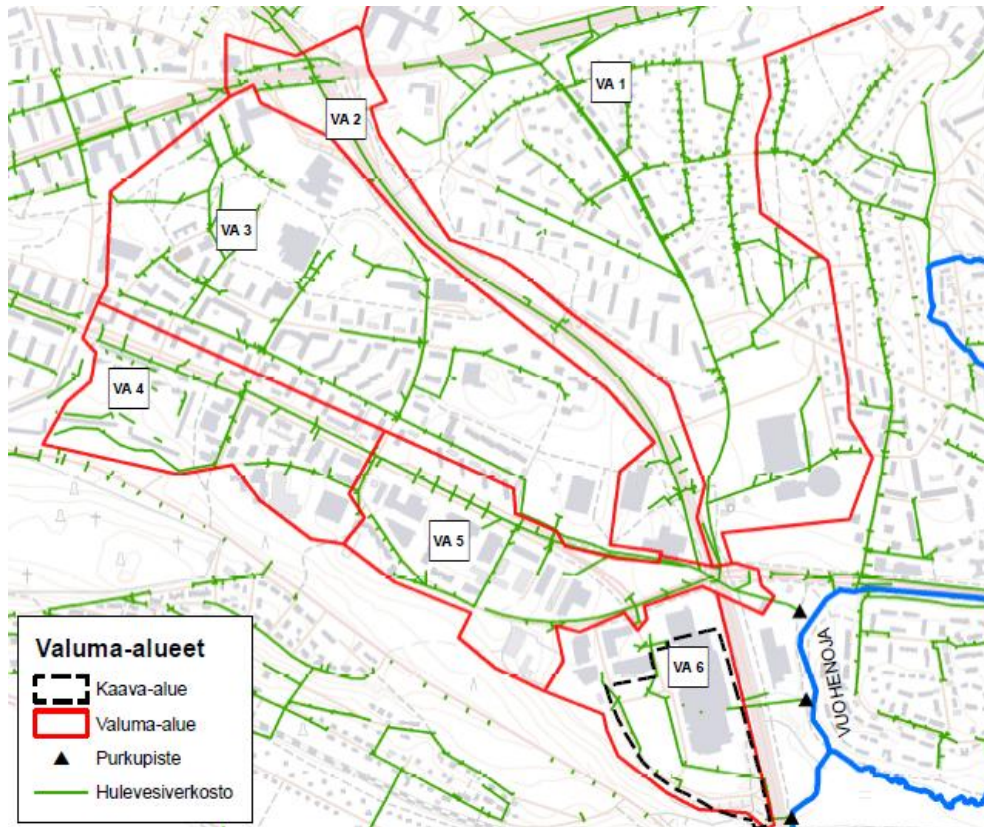 VA 1
VA 2
VA 3
VA 4
VA 5
VA 6
VUOHENOJA
Valuma-alueet
Kaava-alue
Valuma-alue
Purkupiste
Hulevesiverkosto